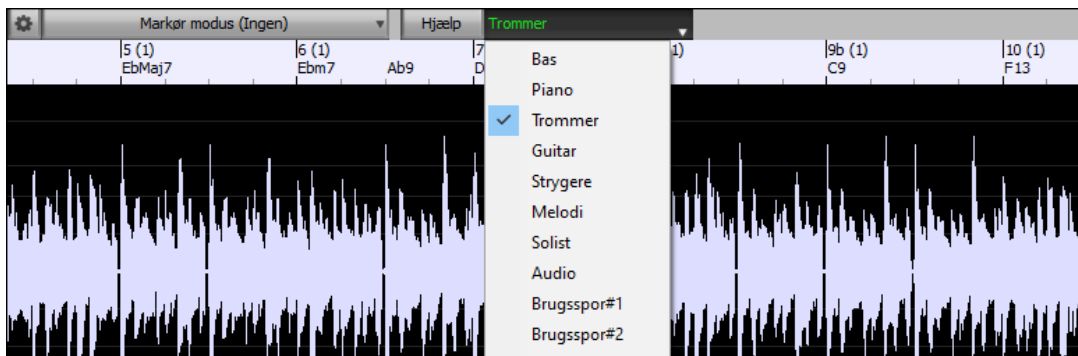 Markør modus (Ingen) Hjælp Trommer
5 (1) 6 (1) 7 1) 9b (1) 10 (1)
EbMaj7 Ebm7 Ab9 D C9 F13
Bas
Piano
Trommer
Guitar
Strygere
Melodi
Solist
Audio
Brugsspor#1
Brugsspor#2